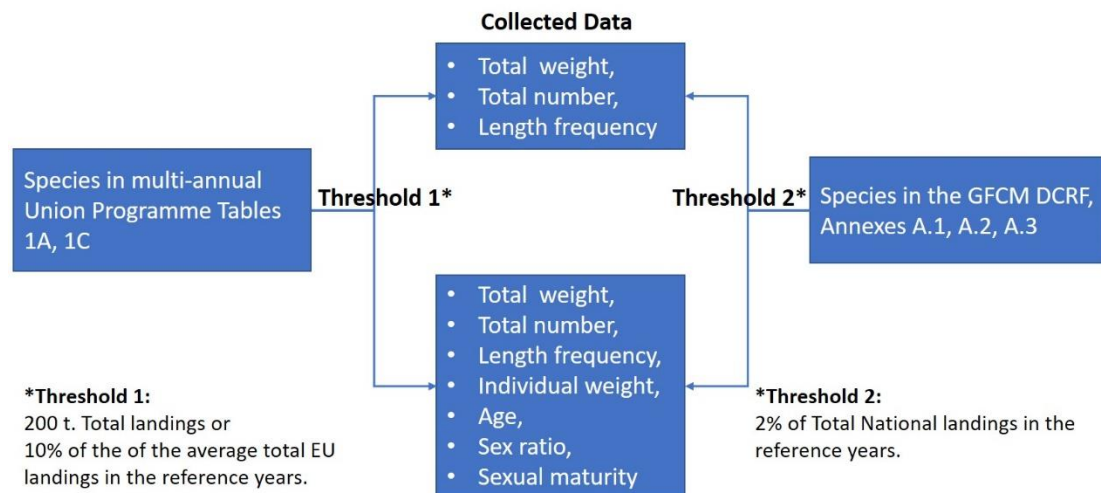 Collected Data
• Total weight,
• Total number,
• Length frequency
Species in multi-annual
Union Programme Tables
1A, 1C
Threshold 1*
Threshold 2*
Species in the GFCM DCRF,
Annexes A.1, A.2, A.3
• Total weight,
• Total number,
• Length frequency,
• Individual weight,
• Age,
• Sex ratio,
• Sexual maturity
*Threshold 1:
200 t. Total landings or
10% of the of the average total EU
landings in the reference years.
*Threshold 2:
2% of Total National landings in the
reference years.